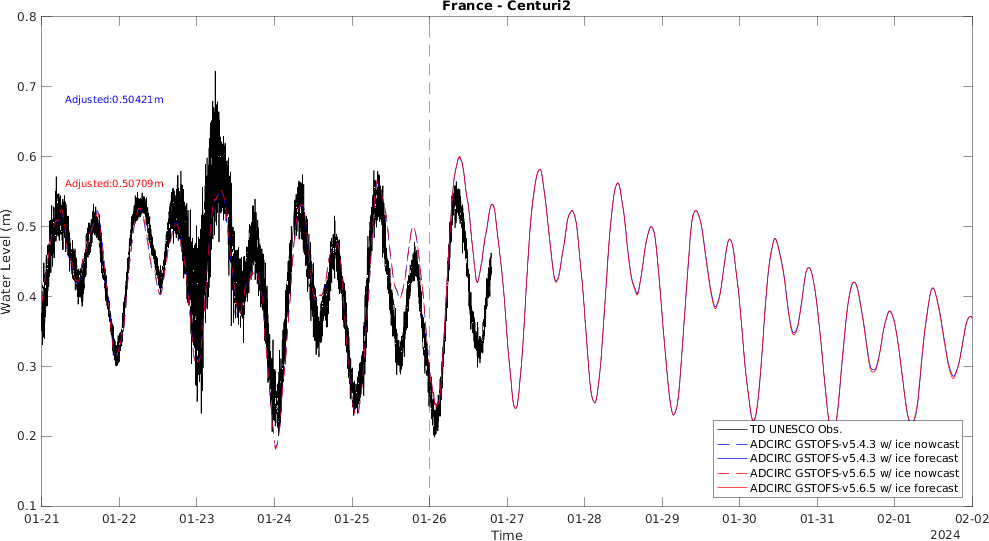 France - Centuri2
0.8
0.7
0.6
0.5
0.4
0.3
0.2
0.1
Water Level (m)
Adjusted:0.50421m
Adjusted:0.50709m
TD UNESCO Obs.
ADCIRC GSTOFS-v5.4.3 w/ ice nowcast
ADCIRC GSTOFS-v5.4.3 w/ ice forecast
ADCIRC GSTOFS-v5.6.5 w/ ice nowcast
ADCIRC GSTOFS-v5.6.5 w/ ice forecast
01-21 01-22 01-23 01-24 01-25 01-26 01-27 01-28 01-29 01-30 01-31 02-01 02-02
Time
2024